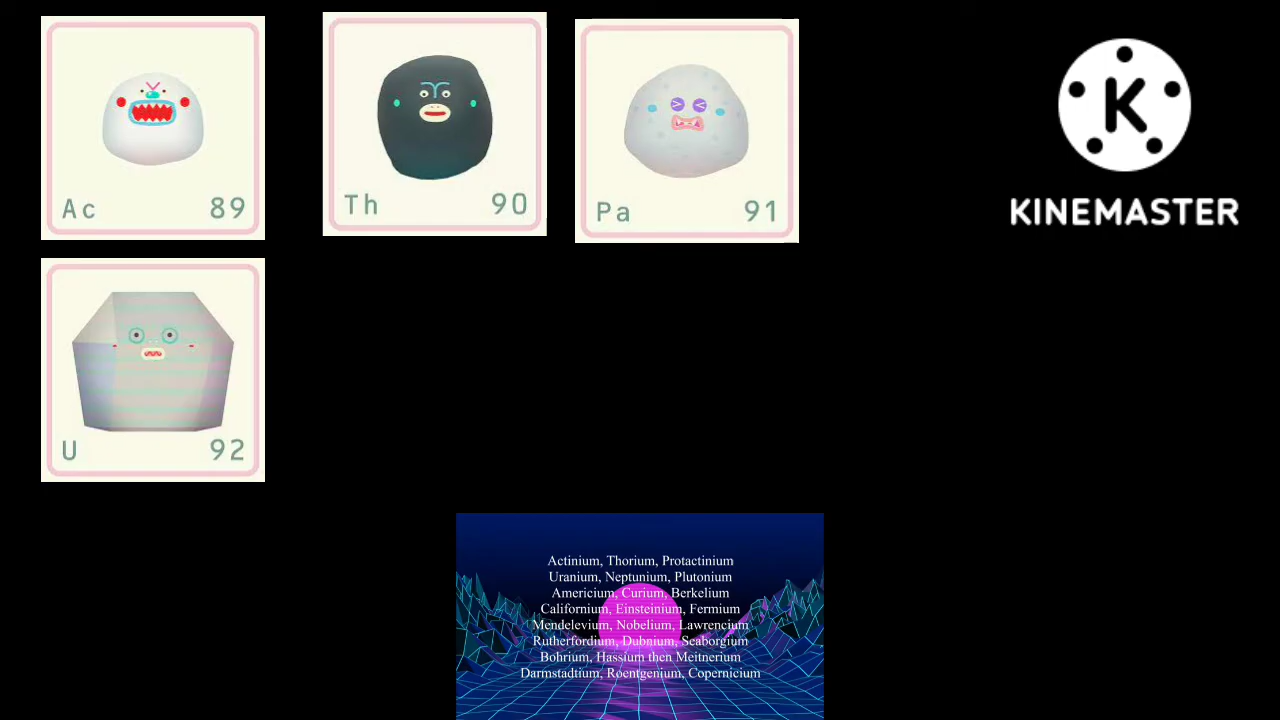 Ac 89
Th 90
Pa 91
K
KINEMASTER
U 92
Actinium, Thorium, Protactinium
Uranium, Neptunium, Plutonium
Americium, Curium, Berkelium
Californium, Einsteinium, Fermium
Mendelevium, Nobelium, Lawrencium
Rutherfordium, Dubnium, Seaborgium
Bohrium, Hassium then Meitnerium
Darmstadtium, Roentgenium, Copernicium